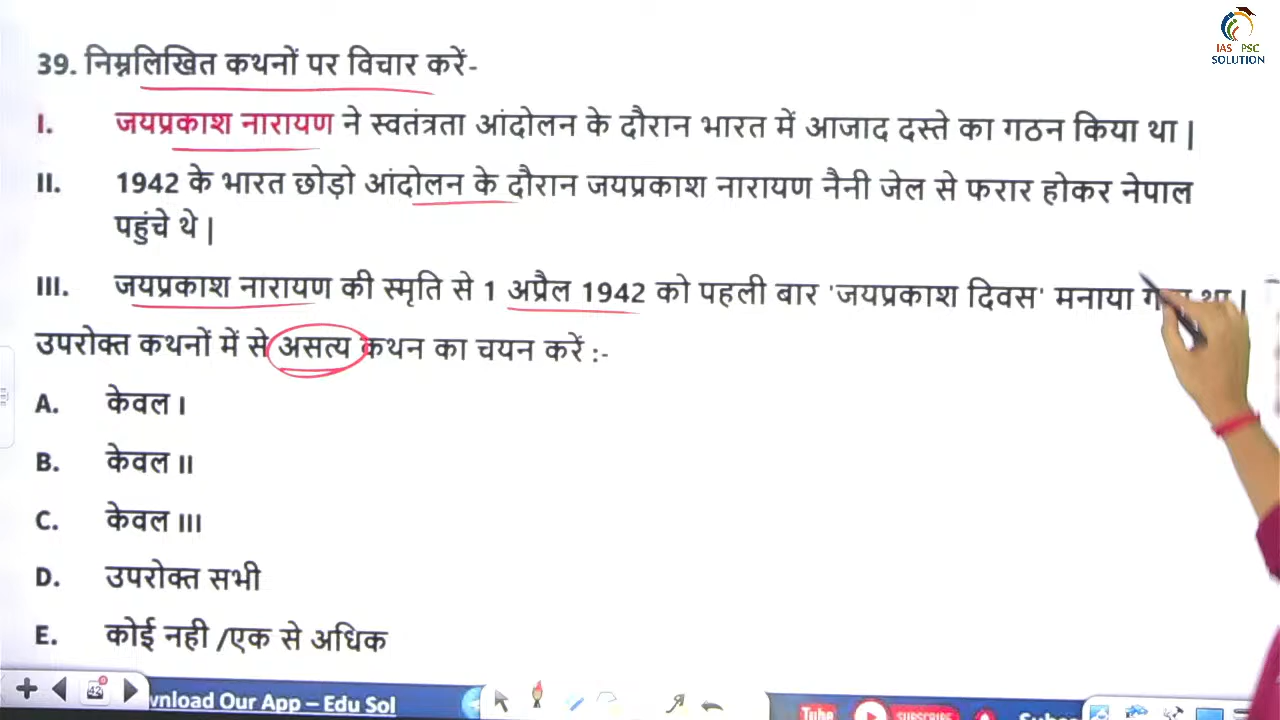 IAS PSC
SOLUTION
39. निम्नलिखित कथनों पर विचार करें-
I. जयप्रकाश नारायण ने स्वतंत्रता आंदोलन के दौरान भारत में आजाद दस्ते का गठन किया था |
II. 1942 के भारत छोड़ो आंदोलन के दौरान जयप्रकाश नारायण नैनी जेल से फरार होकर नेपाल
पहुंचे थे |
III. जयप्रकाश नारायण की स्मृति से 1 अप्रैल 1942 को पहली बार 'जयप्रकाश दिवस' मनाया था |
उपरोक्त कथनों में से असत्य कथन का चयन करें :-
A. केवल I
B. केवल II
C. केवल III
D. उपरोक्त सभी
E. कोई नही /एक से अधिक
42
wnload Our App – Edu Sol
Tube SUBSCRIBE